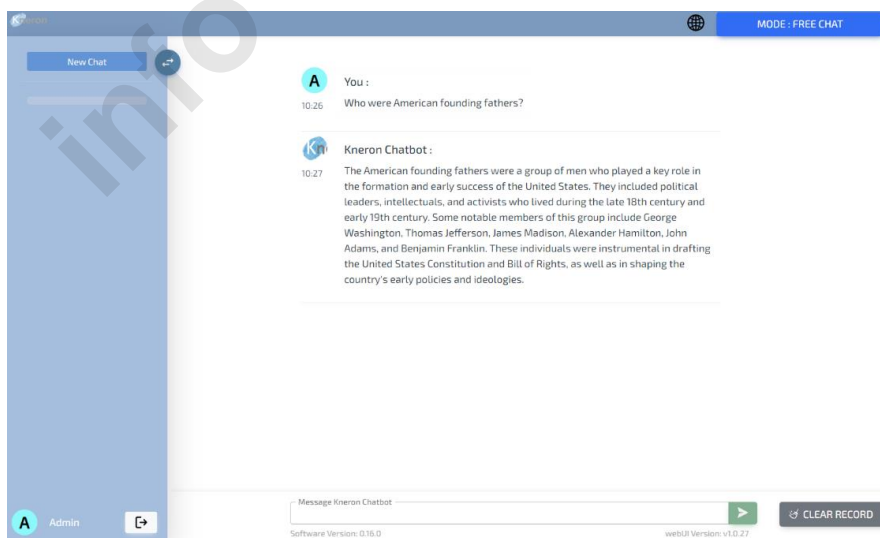 Kneron
MODE : FREE CHAT
New Chat
info
A
You :
10:26
Who were American founding fathers?
Kn
Kneron Chatbot :
10:27
The American founding fathers were a group of men who played a key role in
the formation and early success of the United States. They included political
leaders, intellectuals, and activists who lived during the late 18th century and
early 19th century. Some notable members of this group include George
Washington, Thomas Jefferson, James Madison, Alexander Hamilton, John
Adams, and Benjamin Franklin. These individuals were instrumental in drafting
the United States Constitution and Bill of Rights, as well as in shaping the
country's early policies and ideologies.
Message Kneron Chatbot
CLEAR RECORD
A Admin
Software Version: 0.16.0
webUI Version: v1.0.27